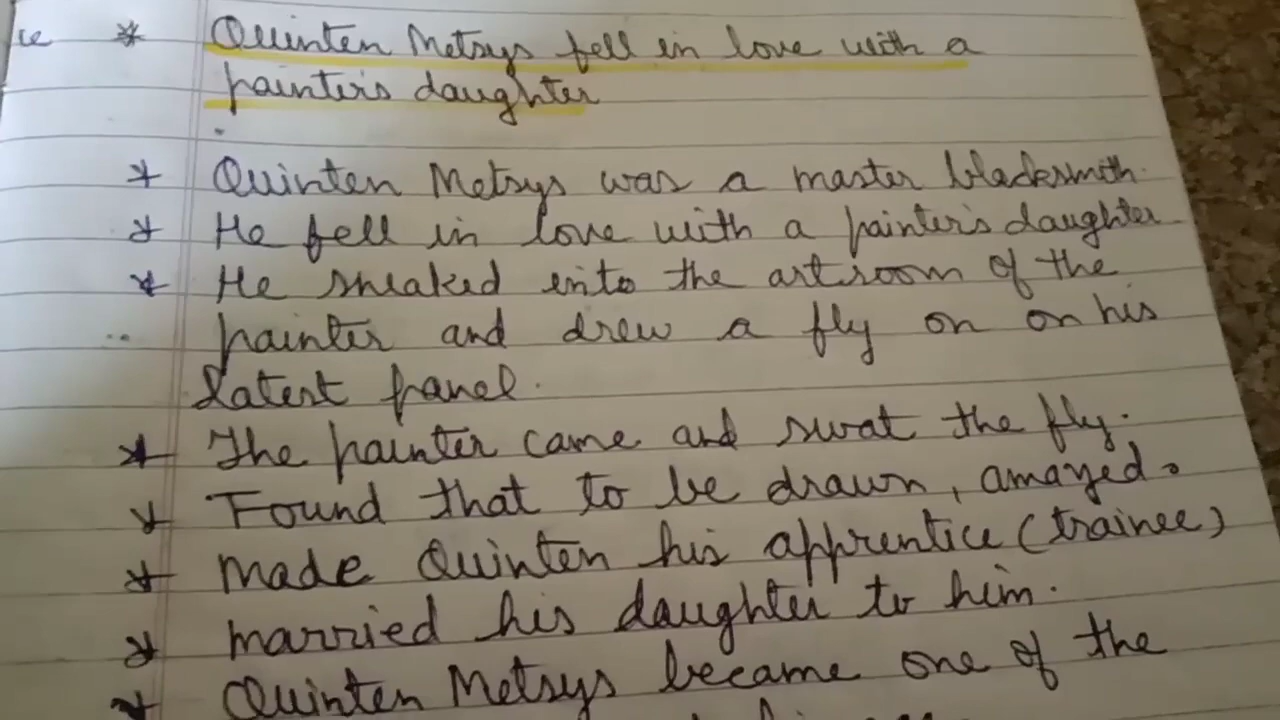 * Quinten Metsys fell in love with a
painter's daughter
* Quinten Metsys was a master blacksmith.
* He fell in love with a painter's daughter
* He sneaked into the art room of the
painter and drew a fly on on his
latest panel.
* The painter came and swat the fly.
* Found that to be drawn, amazed.
* Made Quinten his apprentice (trainee)
* married his daughter to him.
* Quinten Metsys became one of the